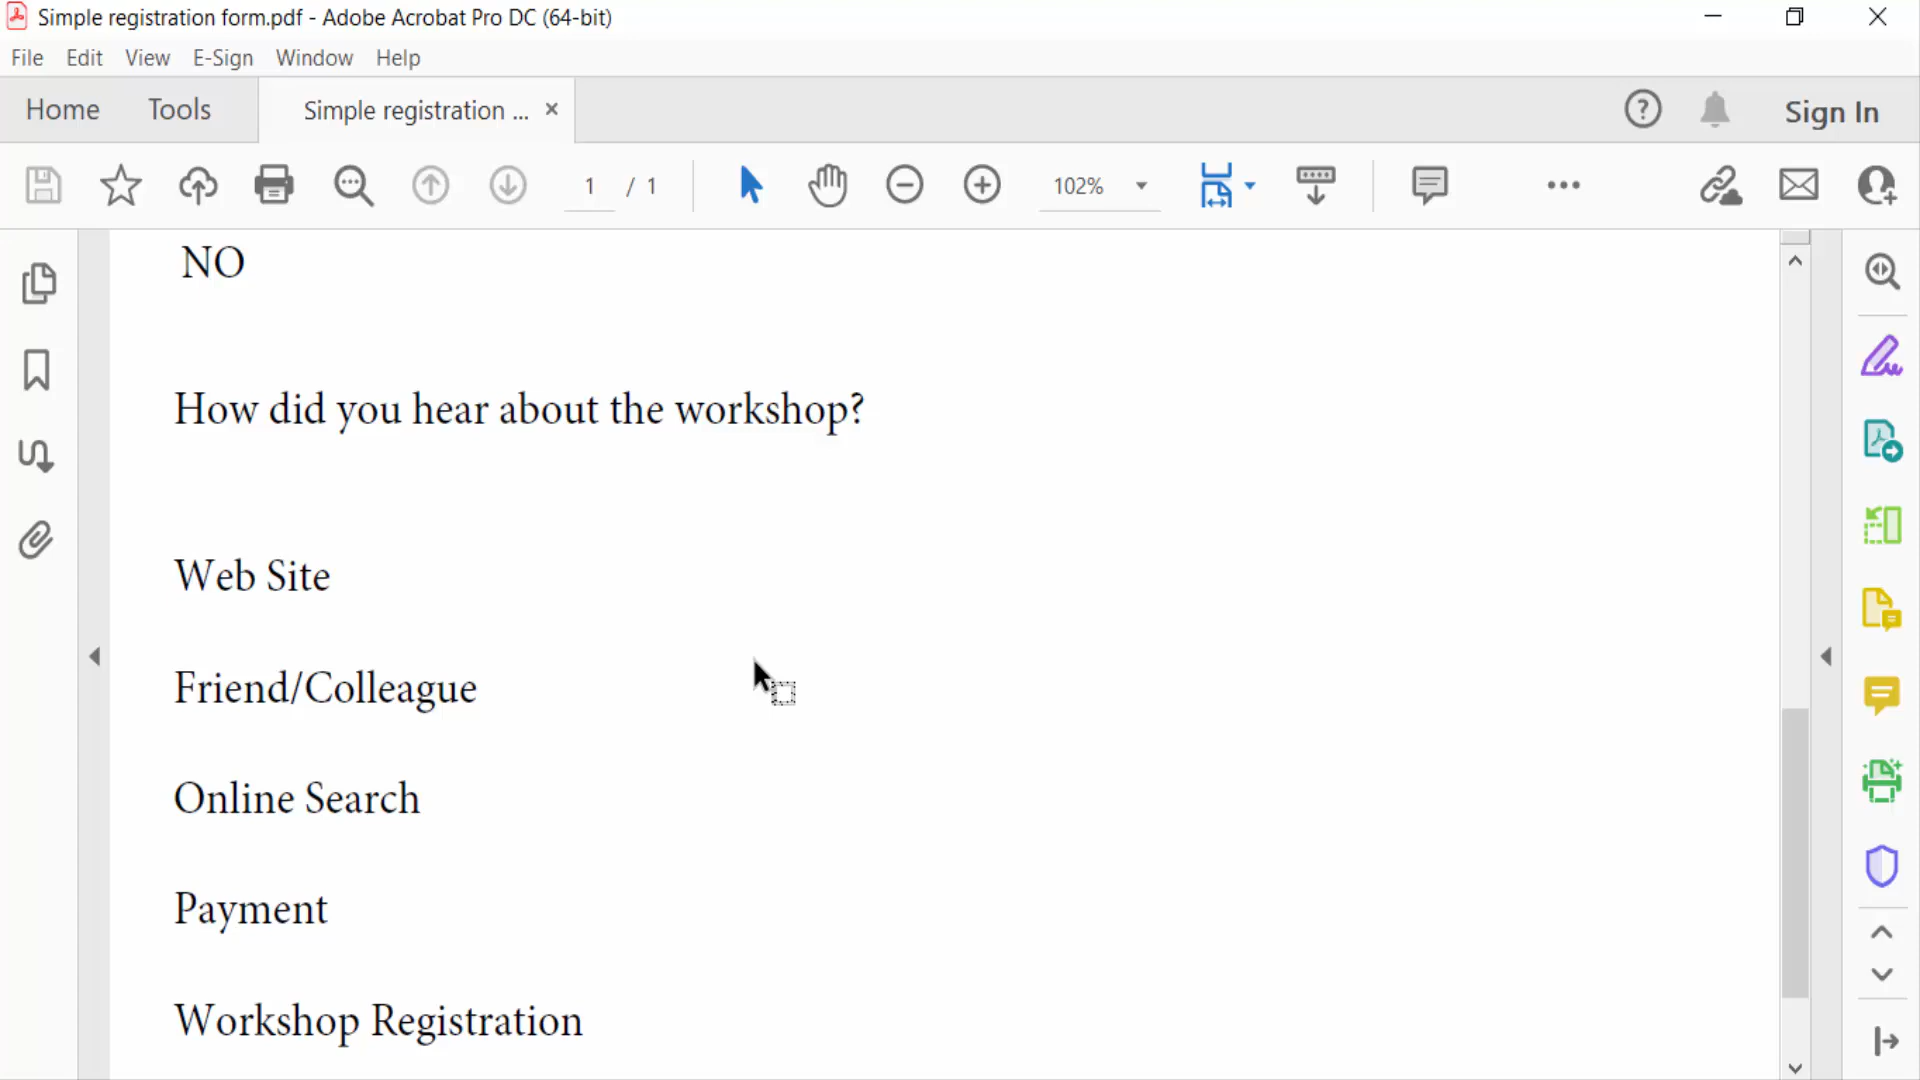 Simple registration form.pdf - Adobe Acrobat Pro DC (64-bit)
File Edit View E-Sign Window Help
Home Tools Simple registration ... ×
Sign In
1 / 1
102%
NO
How did you hear about the workshop?
Web Site
Friend/Colleague
Online Search
Payment
Workshop Registration